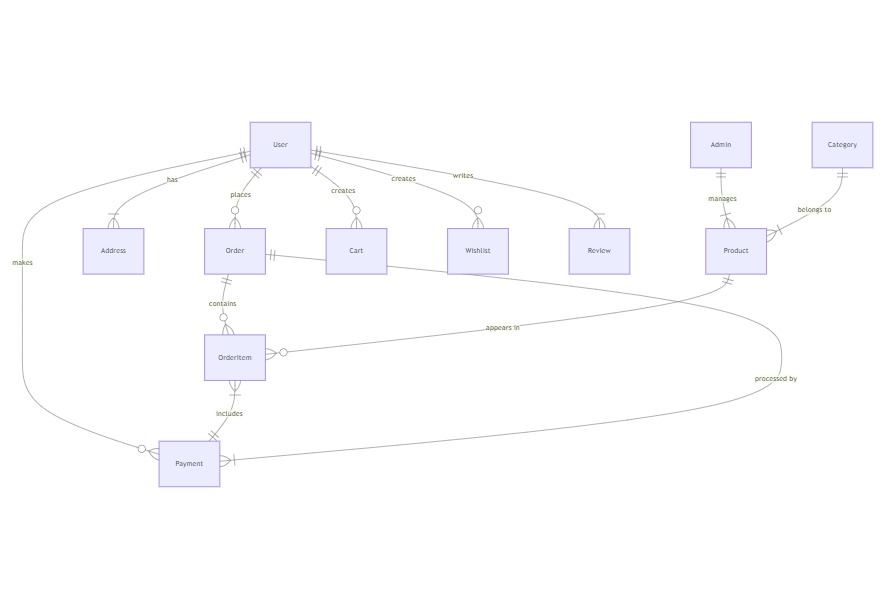 User
Admin
Category
has
places
creates
creates
writes
manages
belongs to
Address
Order
Cart
Wishlist
Review
Product
makes
contains
appears in
OrderItem
processed by
includes
Payment